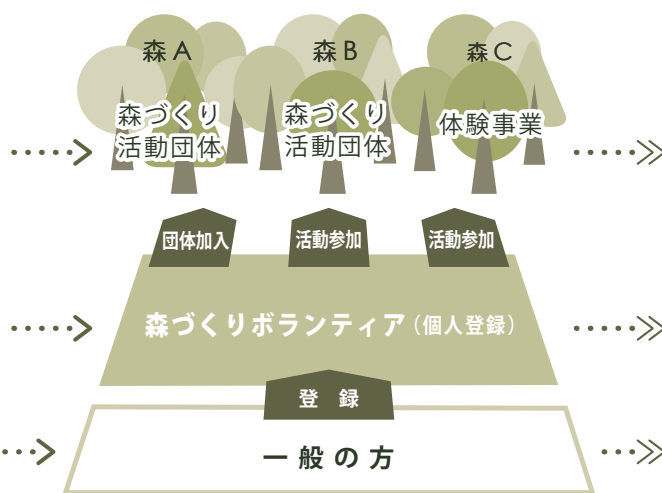 森A
森B
森C
森づくり
活動団体
森づくり
活動団体
体験事業
団体加入
活動参加
活動参加
森づくりボランティア（個人登録）
登 録
一般の方